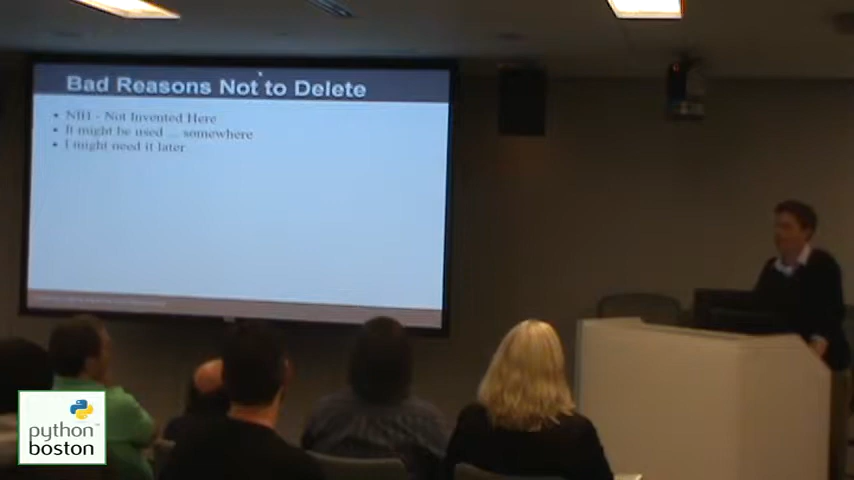 Bad Reasons Not to Delete
• NIH - Not Invented Here
• It might be used ... somewhere
• I might need it later
python™
boston